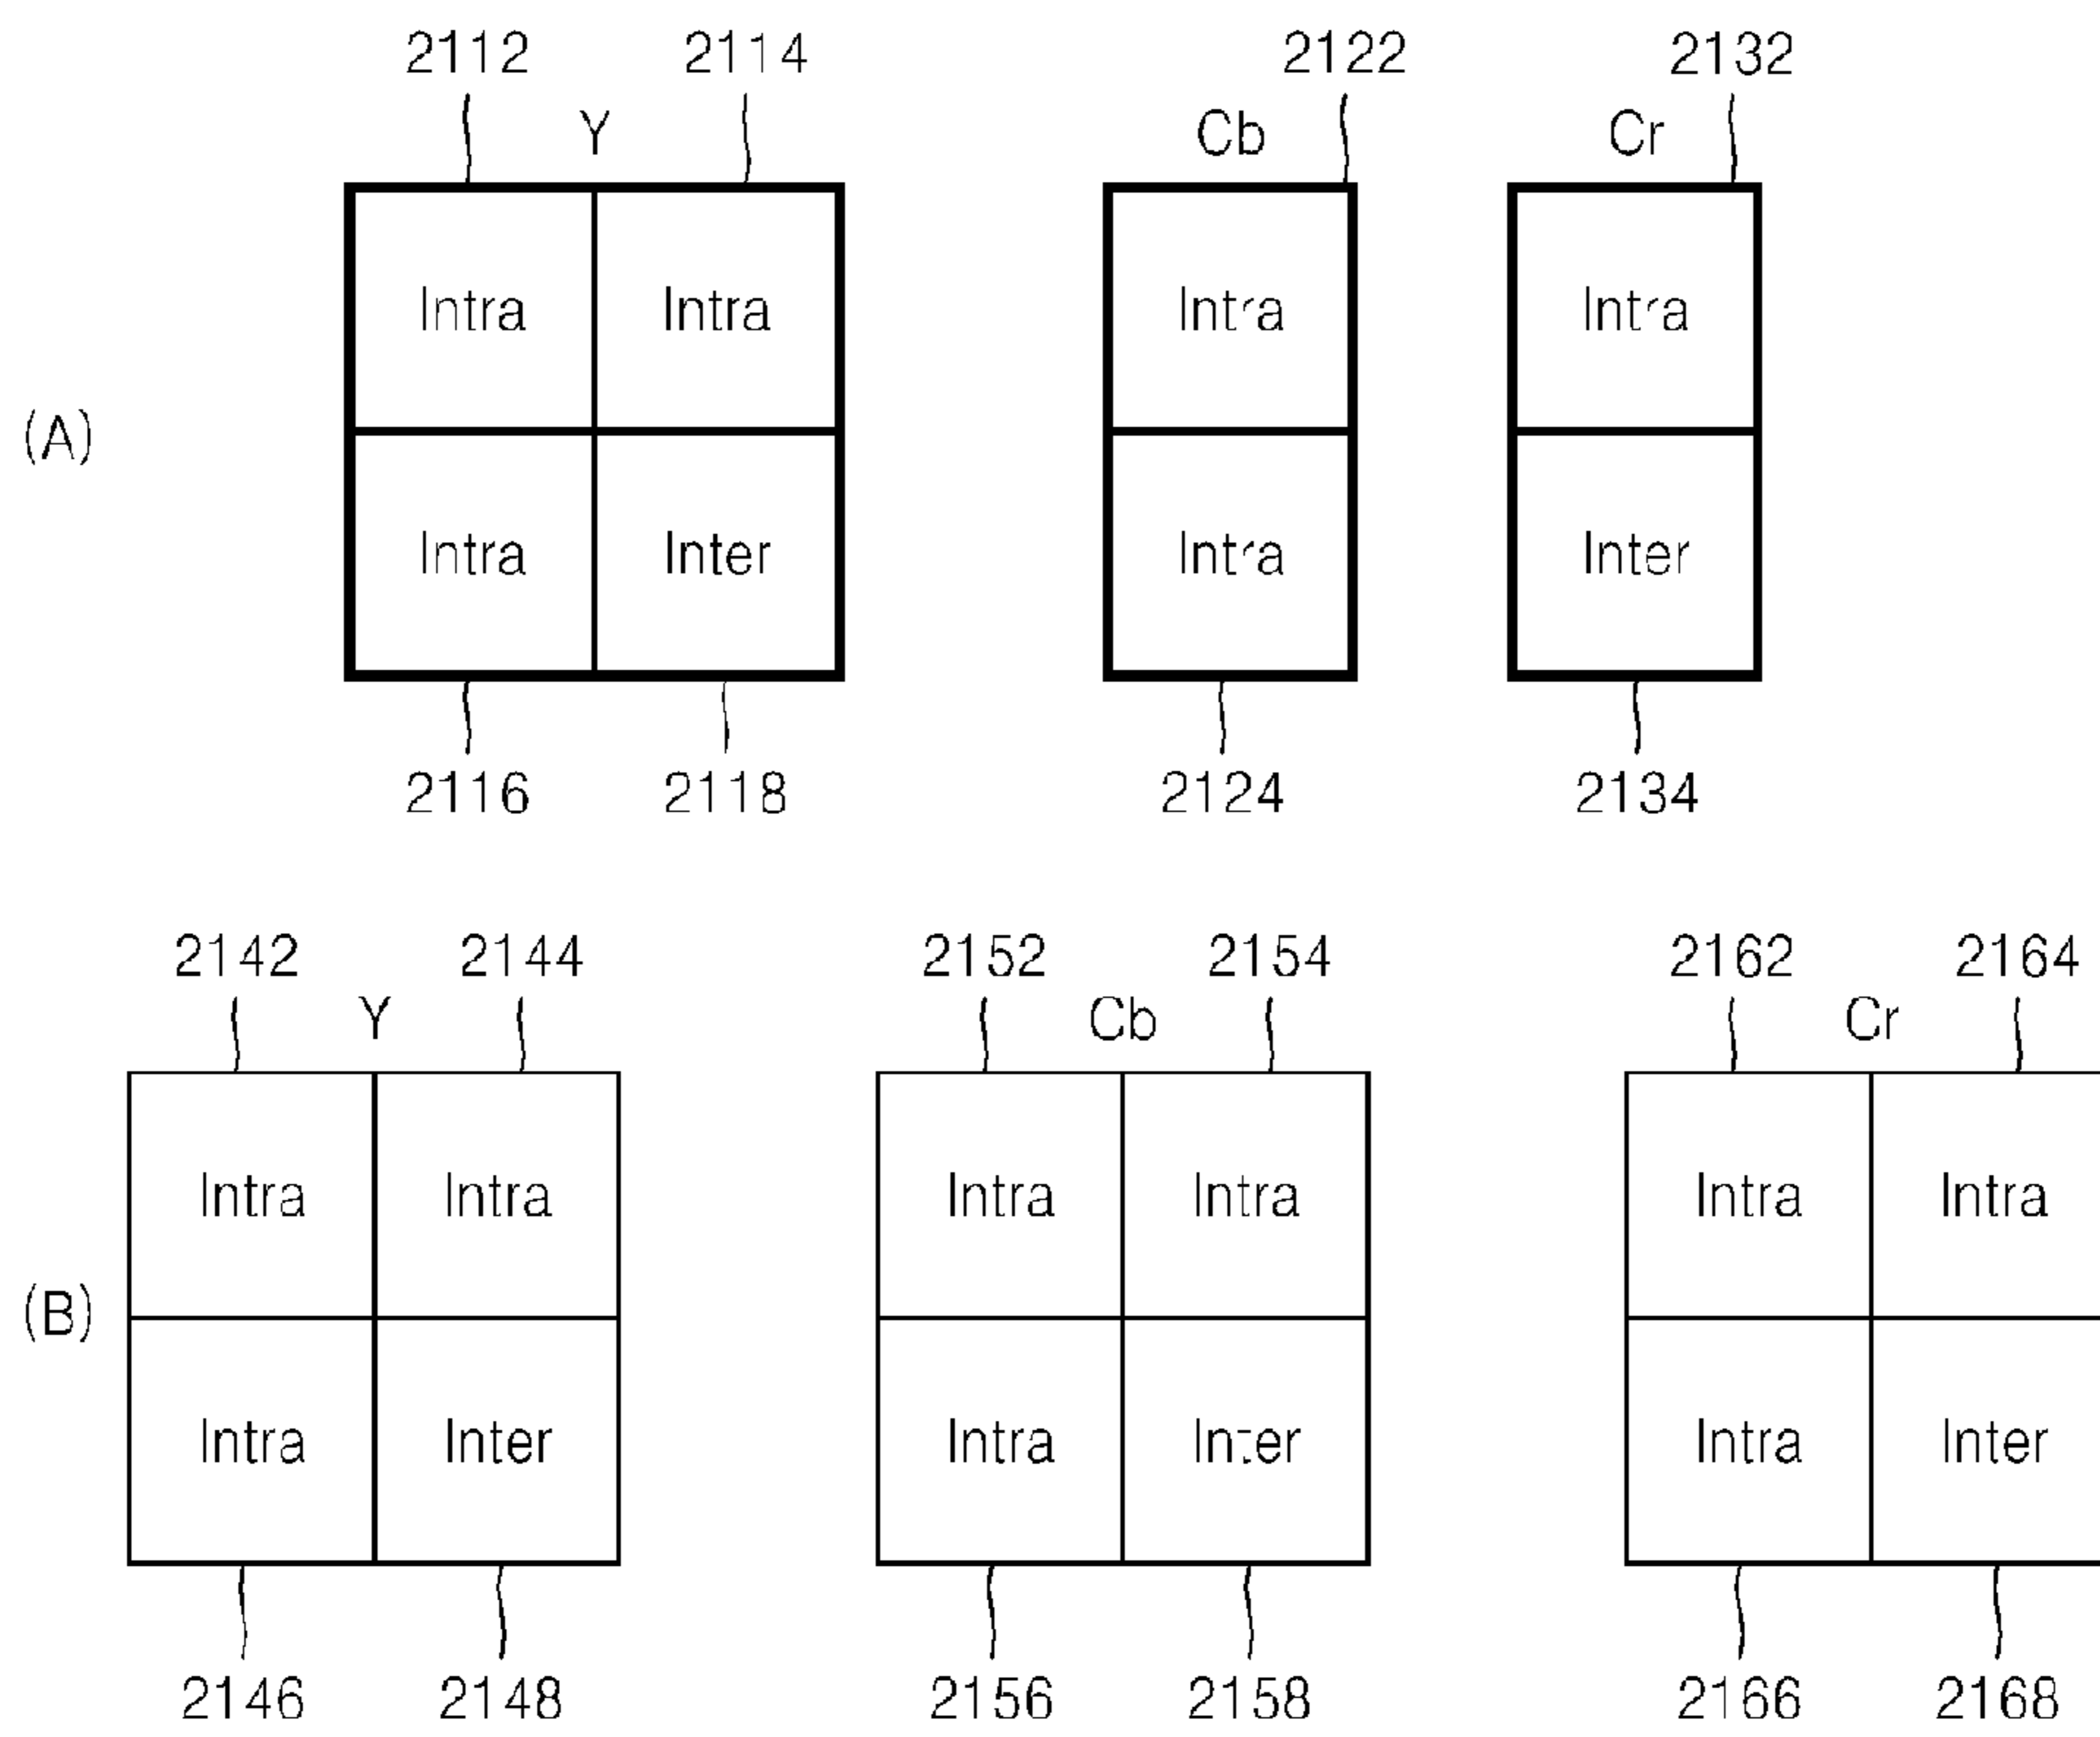 2112 2114 2122 2132
Y Cb Cr
Intra Intra Intra Intra
(A)
Intra Inter Intra Inter
2116 2118 2124 2134
2142 2144 2152 2154 2162 2164
Y Cb Cr
Intra Intra Intra Intra Intra Intra
(B)
Intra Inter Intra Inter Intra Inter
2146 2148 2156 2158 2166 2168